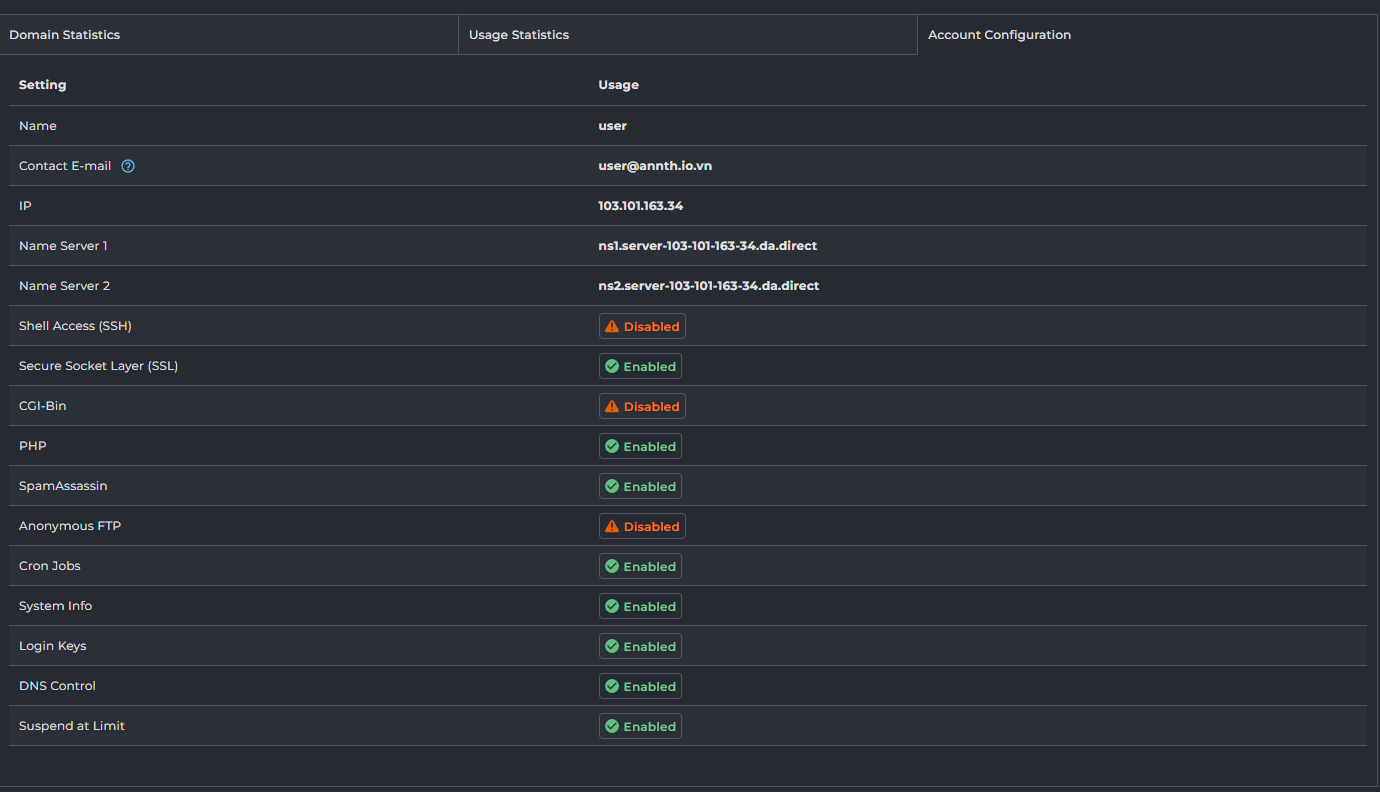 Domain Statistics Usage Statistics Account Configuration
Setting Usage
Name user
Contact E-mail user@annth.io.vn
IP 103.101.163.34
Name Server 1 ns1.server-103-101-163-34.da.direct
Name Server 2 ns2.server-103-101-163-34.da.direct
Shell Access (SSH) Disabled
Secure Socket Layer (SSL) Enabled
CGI-Bin Disabled
PHP Enabled
SpamAssassin Enabled
Anonymous FTP Disabled
Cron Jobs Enabled
System Info Enabled
Login Keys Enabled
DNS Control Enabled
Suspend at Limit Enabled